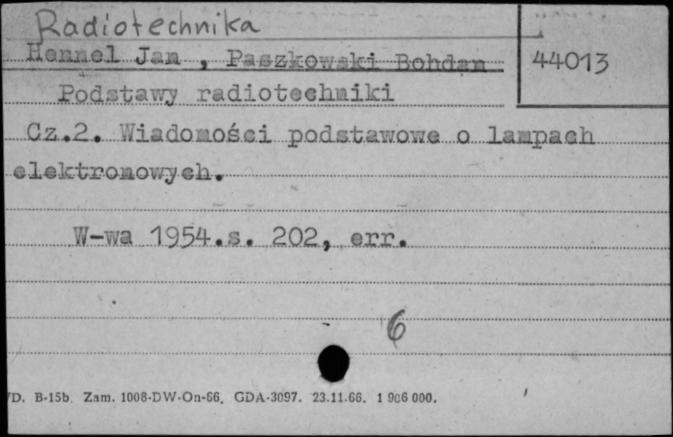 Radiotechnika
Hennel Jan , Paszkowski Bohdan
44013
Podstawy radiotechniki
Cz.2. Wiadomości podstawowe o lampach
elektronowych.
W-wa 1954.s. 202, err.
6
D. B-15b. Zam. 1008-DW-On-66. GDA-3097. 23.11.66. 1 906 000.